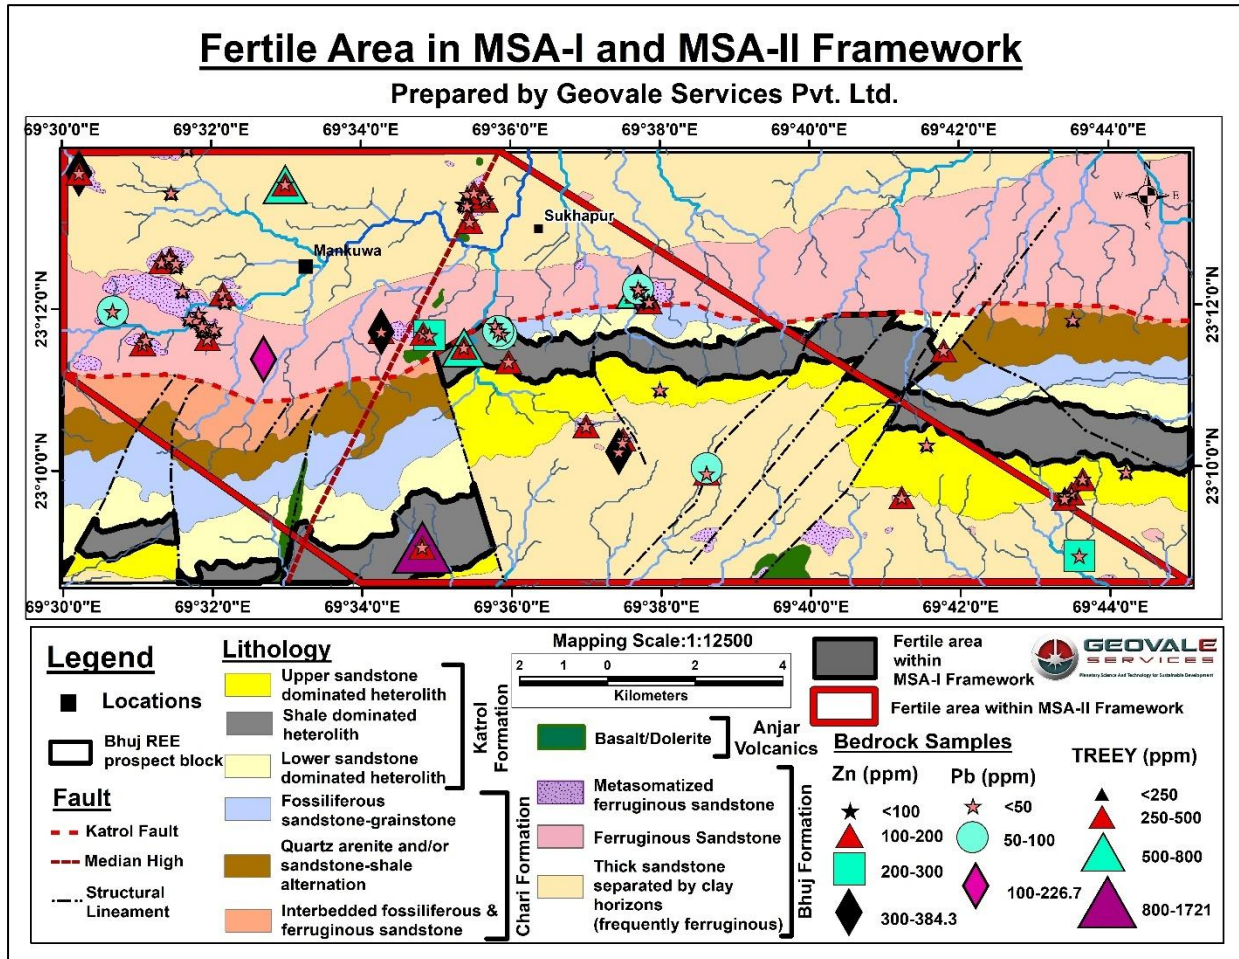 Fertile Area in MSA-I and MSA-II Framework
Prepared by Geovale Services Pvt. Ltd.
69°30'0"E 69°32'0"E 69°34'0"E 69°36'0"E 69°38'0"E 69°40'0"E 69°42'0"E 69°44'0"E
N
W E
S
Sukhapur
Mankuwa
23°12'0"N 23°12'0"N
23°10'0"N 23°10'0"N
69°30'0"E 69°32'0"E 69°34'0"E 69°36'0"E 69°38'0"E 69°40'0"E 69°42'0"E 69°44'0"E
Legend
Locations
Bhuj REE
prospect block
Fault
Katrol Fault
Median High
Structural
Lineament
Lithology
Upper sandstone
dominated heterolith
Shale dominated
heterolith
Lower sandstone
dominated heterolith
Katrol
Formation
Fossiliferous
sandstone-grainstone
Quartz arenite and/or
sandstone-shale
alternation
Interbedded fossiliferous &
ferruginous sandstone
Chari Formation
Mapping Scale:1:12500
2 1 0 2 4
Kilometers
Basalt/Dolerite
Anjar
Volcanics
Metasomatized
ferruginous sandstone
Ferruginous Sandstone
Thick sandstone
separated by clay
horizons
(frequently ferruginous)
Bhuj Formation
Fertile area
within
MSA-I Framework
Fertile area within MSA-II Framework
GEOVALE
SERVICES
Planetary Science And Technology for Sustainable Development
Bedrock Samples
Zn (ppm)
<100
100-200
200-300
300-384.3
Pb (ppm)
<50
50-100
100-226.7
TREEY (ppm)
<250
250-500
500-800
800-1721